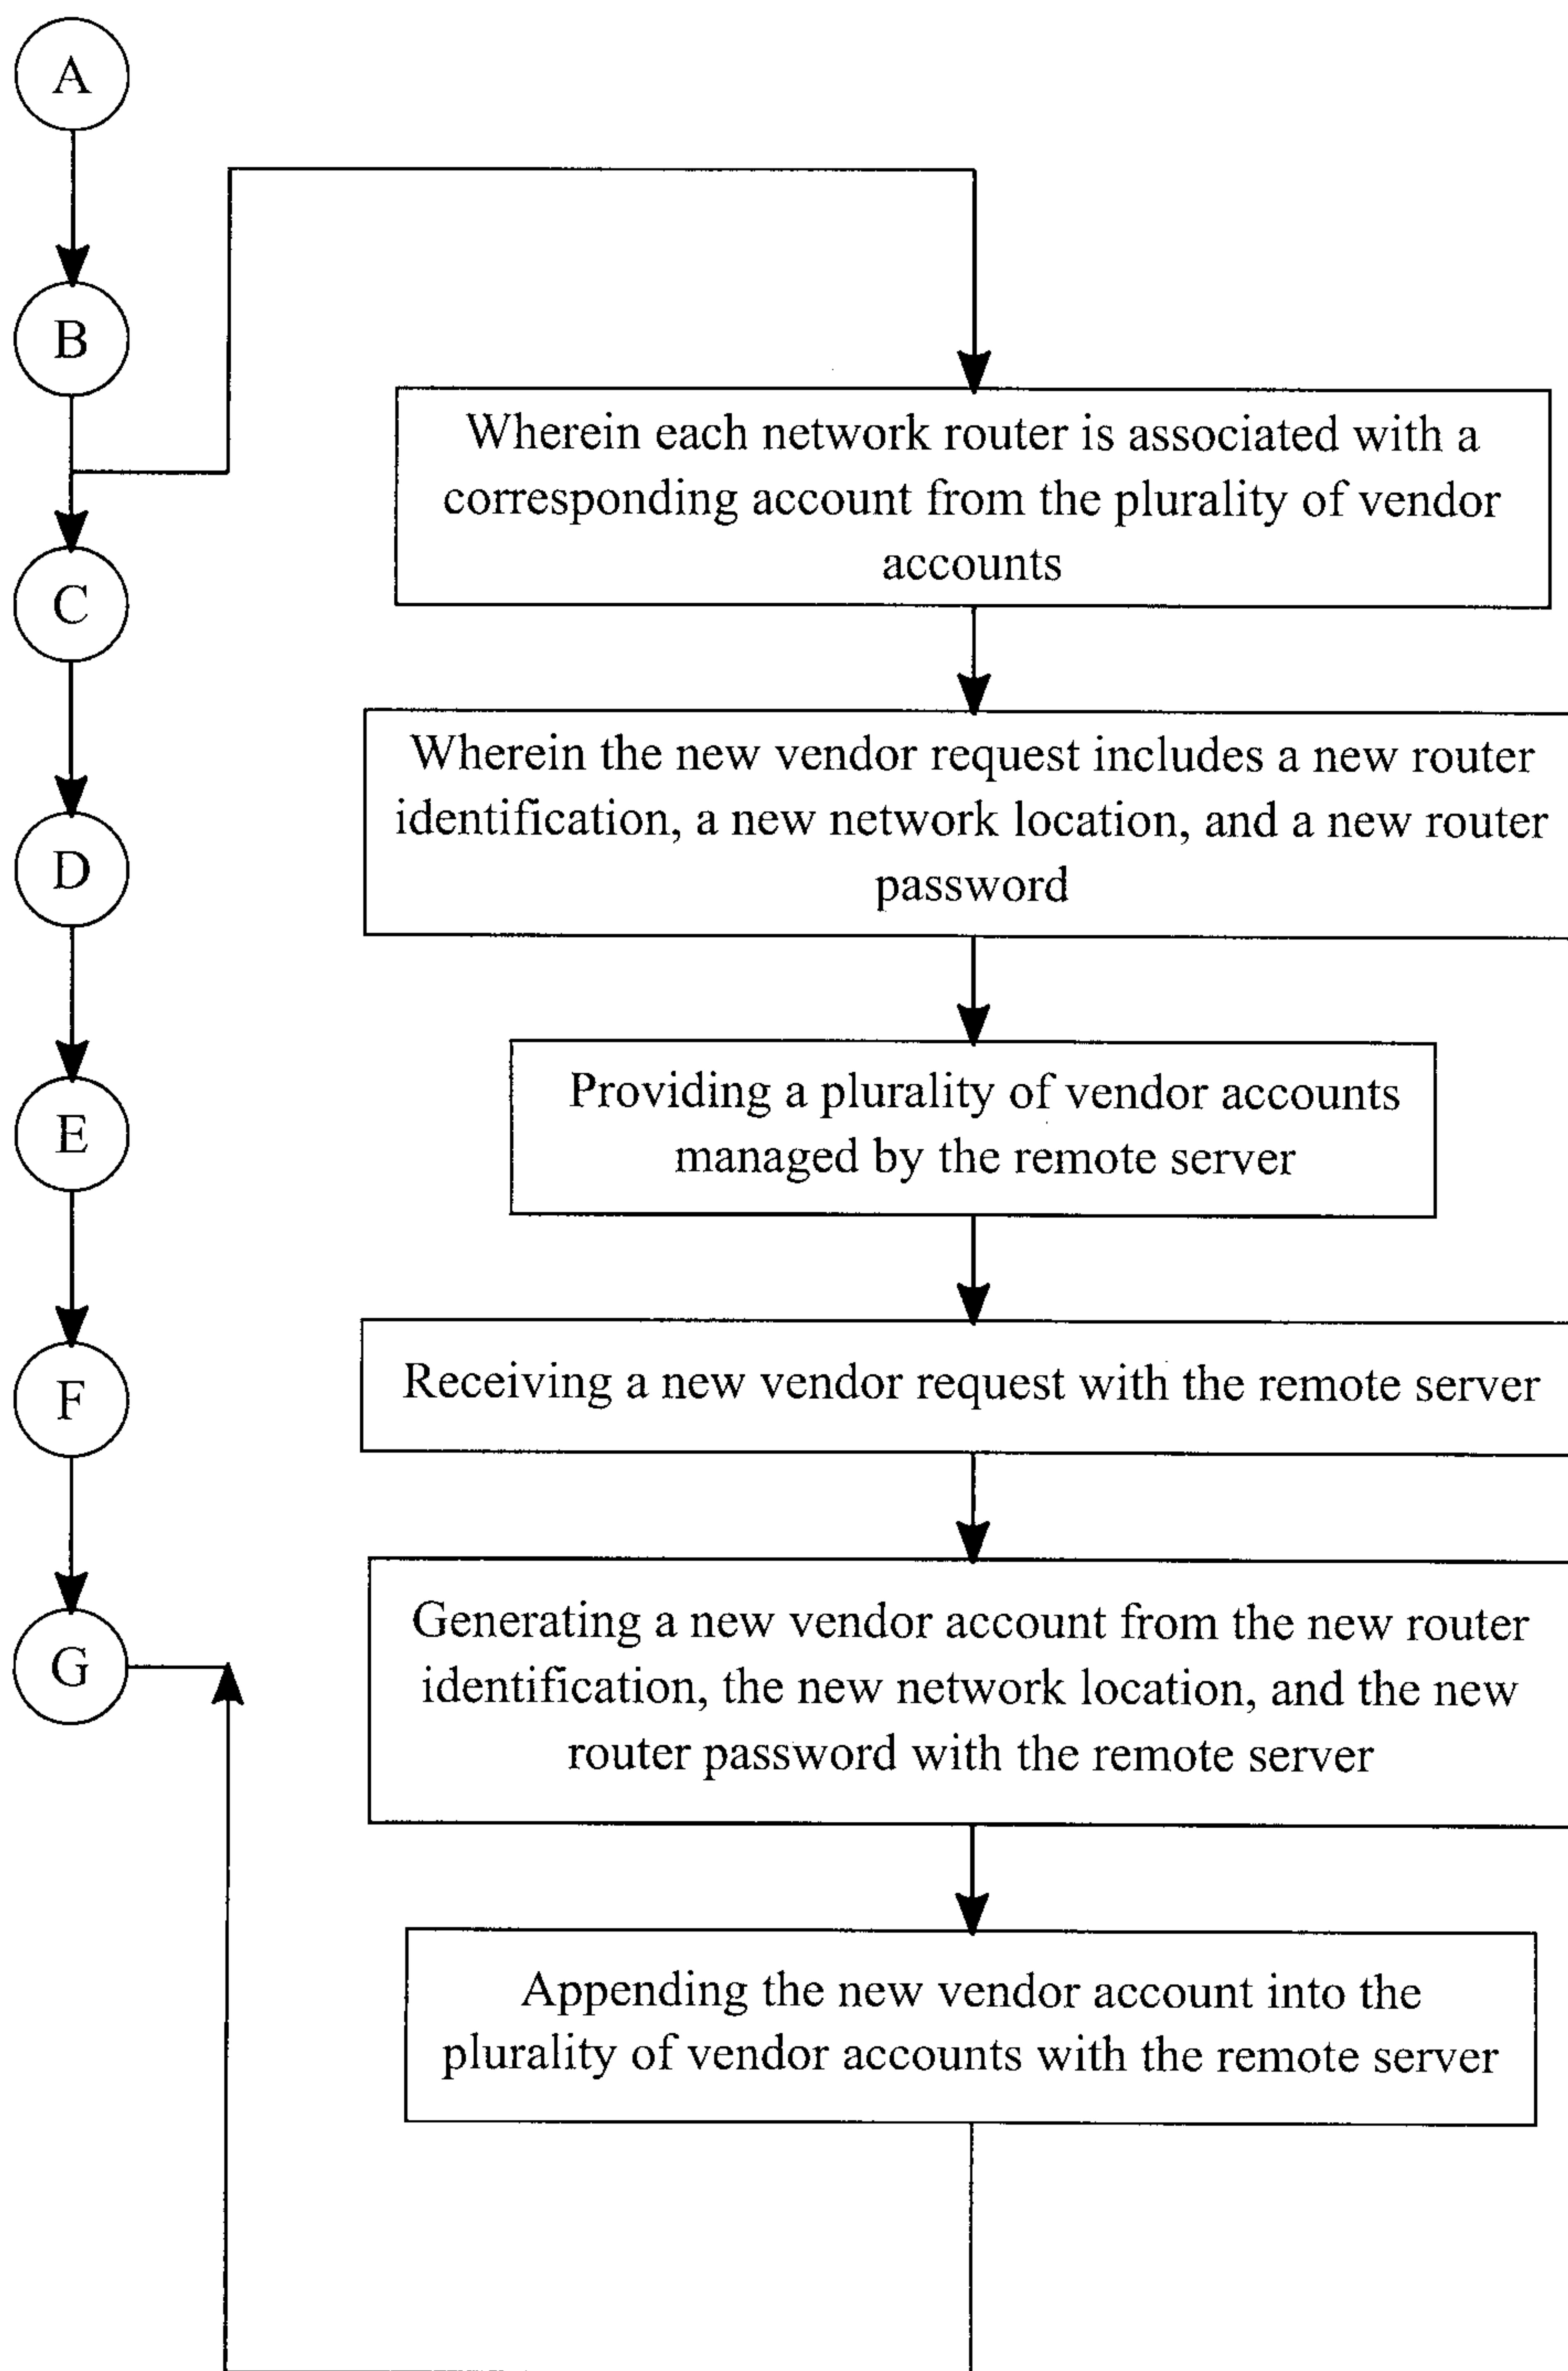 A
B
C
D
E
F
G
Wherein each network router is associated with a
corresponding account from the plurality of vendor
accounts
Wherein the new vendor request includes a new router
identification, a new network location, and a new router
password
Providing a plurality of vendor accounts
managed by the remote server
Receiving a new vendor request with the remote server
Generating a new vendor account from the new router
identification, the new network location, and the new
router password with the remote server
Appending the new vendor account into the
plurality of vendor accounts with the remote server